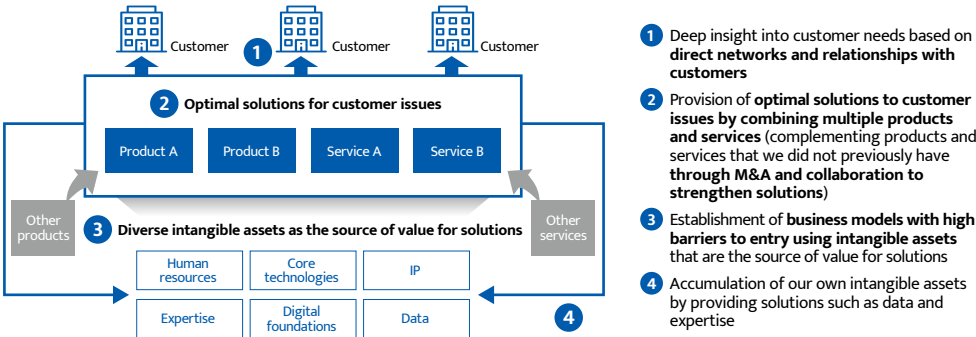 Customer
Customer
Customer
1
2 Optimal solutions for customer issues
Product A
Product B
Service A
Service B
Other
products
Other
services
3 Diverse intangible assets as the source of value for solutions
Human
resources
Core
technologies
IP
Expertise
Digital
foundations
Data
4
1 Deep insight into customer needs based on
direct networks and relationships with
customers
2 Provision of optimal solutions to customer
issues by combining multiple products
and services (complementing products and
services that we did not previously have
through M&A and collaboration to
strengthen solutions)
3 Establishment of business models with high
barriers to entry using intangible assets
that are the source of value for solutions
4 Accumulation of our own intangible assets
by providing solutions such as data and
expertise